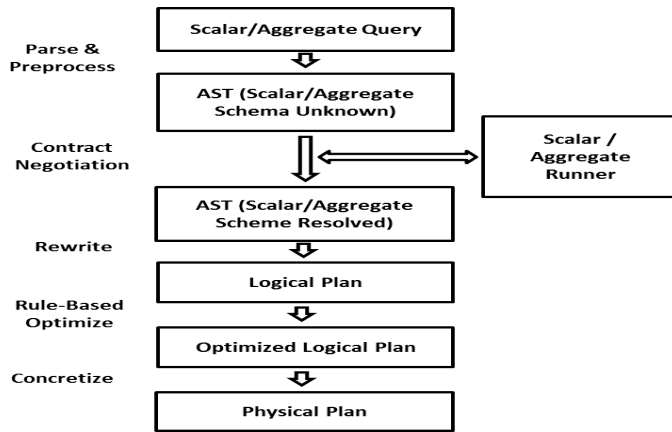 Scalar/Aggregate Query
Parse &
Preprocess
AST (Scalar/Aggregate
Schema Unknown)
Contract
Negotiation
Scalar /
Aggregate
Runner
AST (Scalar/Aggregate
Scheme Resolved)
Rewrite
Logical Plan
Rule-Based
Optimize
Optimized Logical Plan
Concretize
Physical Plan